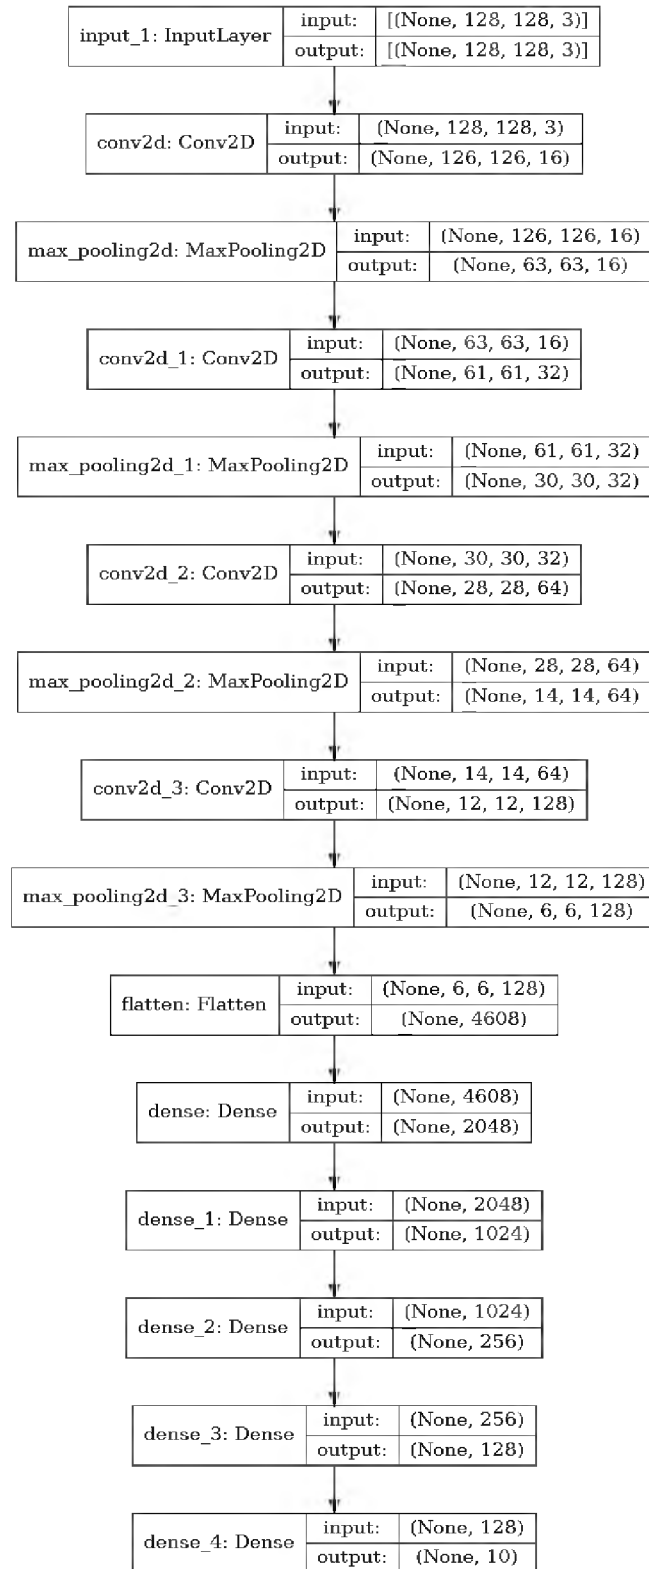 input_1: InputLayer
input: [(None, 128, 128, 3)]
output: [(None, 128, 128, 3)]
conv2d: Conv2D
input: (None, 128, 128, 3)
output: (None, 126, 126, 16)
max_pooling2d: MaxPooling2D
input: (None, 126, 126, 16)
output: (None, 63, 63, 16)
conv2d_1: Conv2D
input: (None, 63, 63, 16)
output: (None, 61, 61, 32)
max_pooling2d_1: MaxPooling2D
input: (None, 61, 61, 32)
output: (None, 30, 30, 32)
conv2d_2: Conv2D
input: (None, 30, 30, 32)
output: (None, 28, 28, 64)
max_pooling2d_2: MaxPooling2D
input: (None, 28, 28, 64)
output: (None, 14, 14, 64)
conv2d_3: Conv2D
input: (None, 14, 14, 64)
output: (None, 12, 12, 128)
max_pooling2d_3: MaxPooling2D
input: (None, 12, 12, 128)
output: (None, 6, 6, 128)
flatten: Flatten
input: (None, 6, 6, 128)
output: (None, 4608)
dense: Dense
input: (None, 4608)
output: (None, 2048)
dense_1: Dense
input: (None, 2048)
output: (None, 1024)
dense_2: Dense
input: (None, 1024)
output: (None, 256)
dense_3: Dense
input: (None, 256)
output: (None, 128)
dense_4: Dense
input: (None, 128)
output: (None, 10)